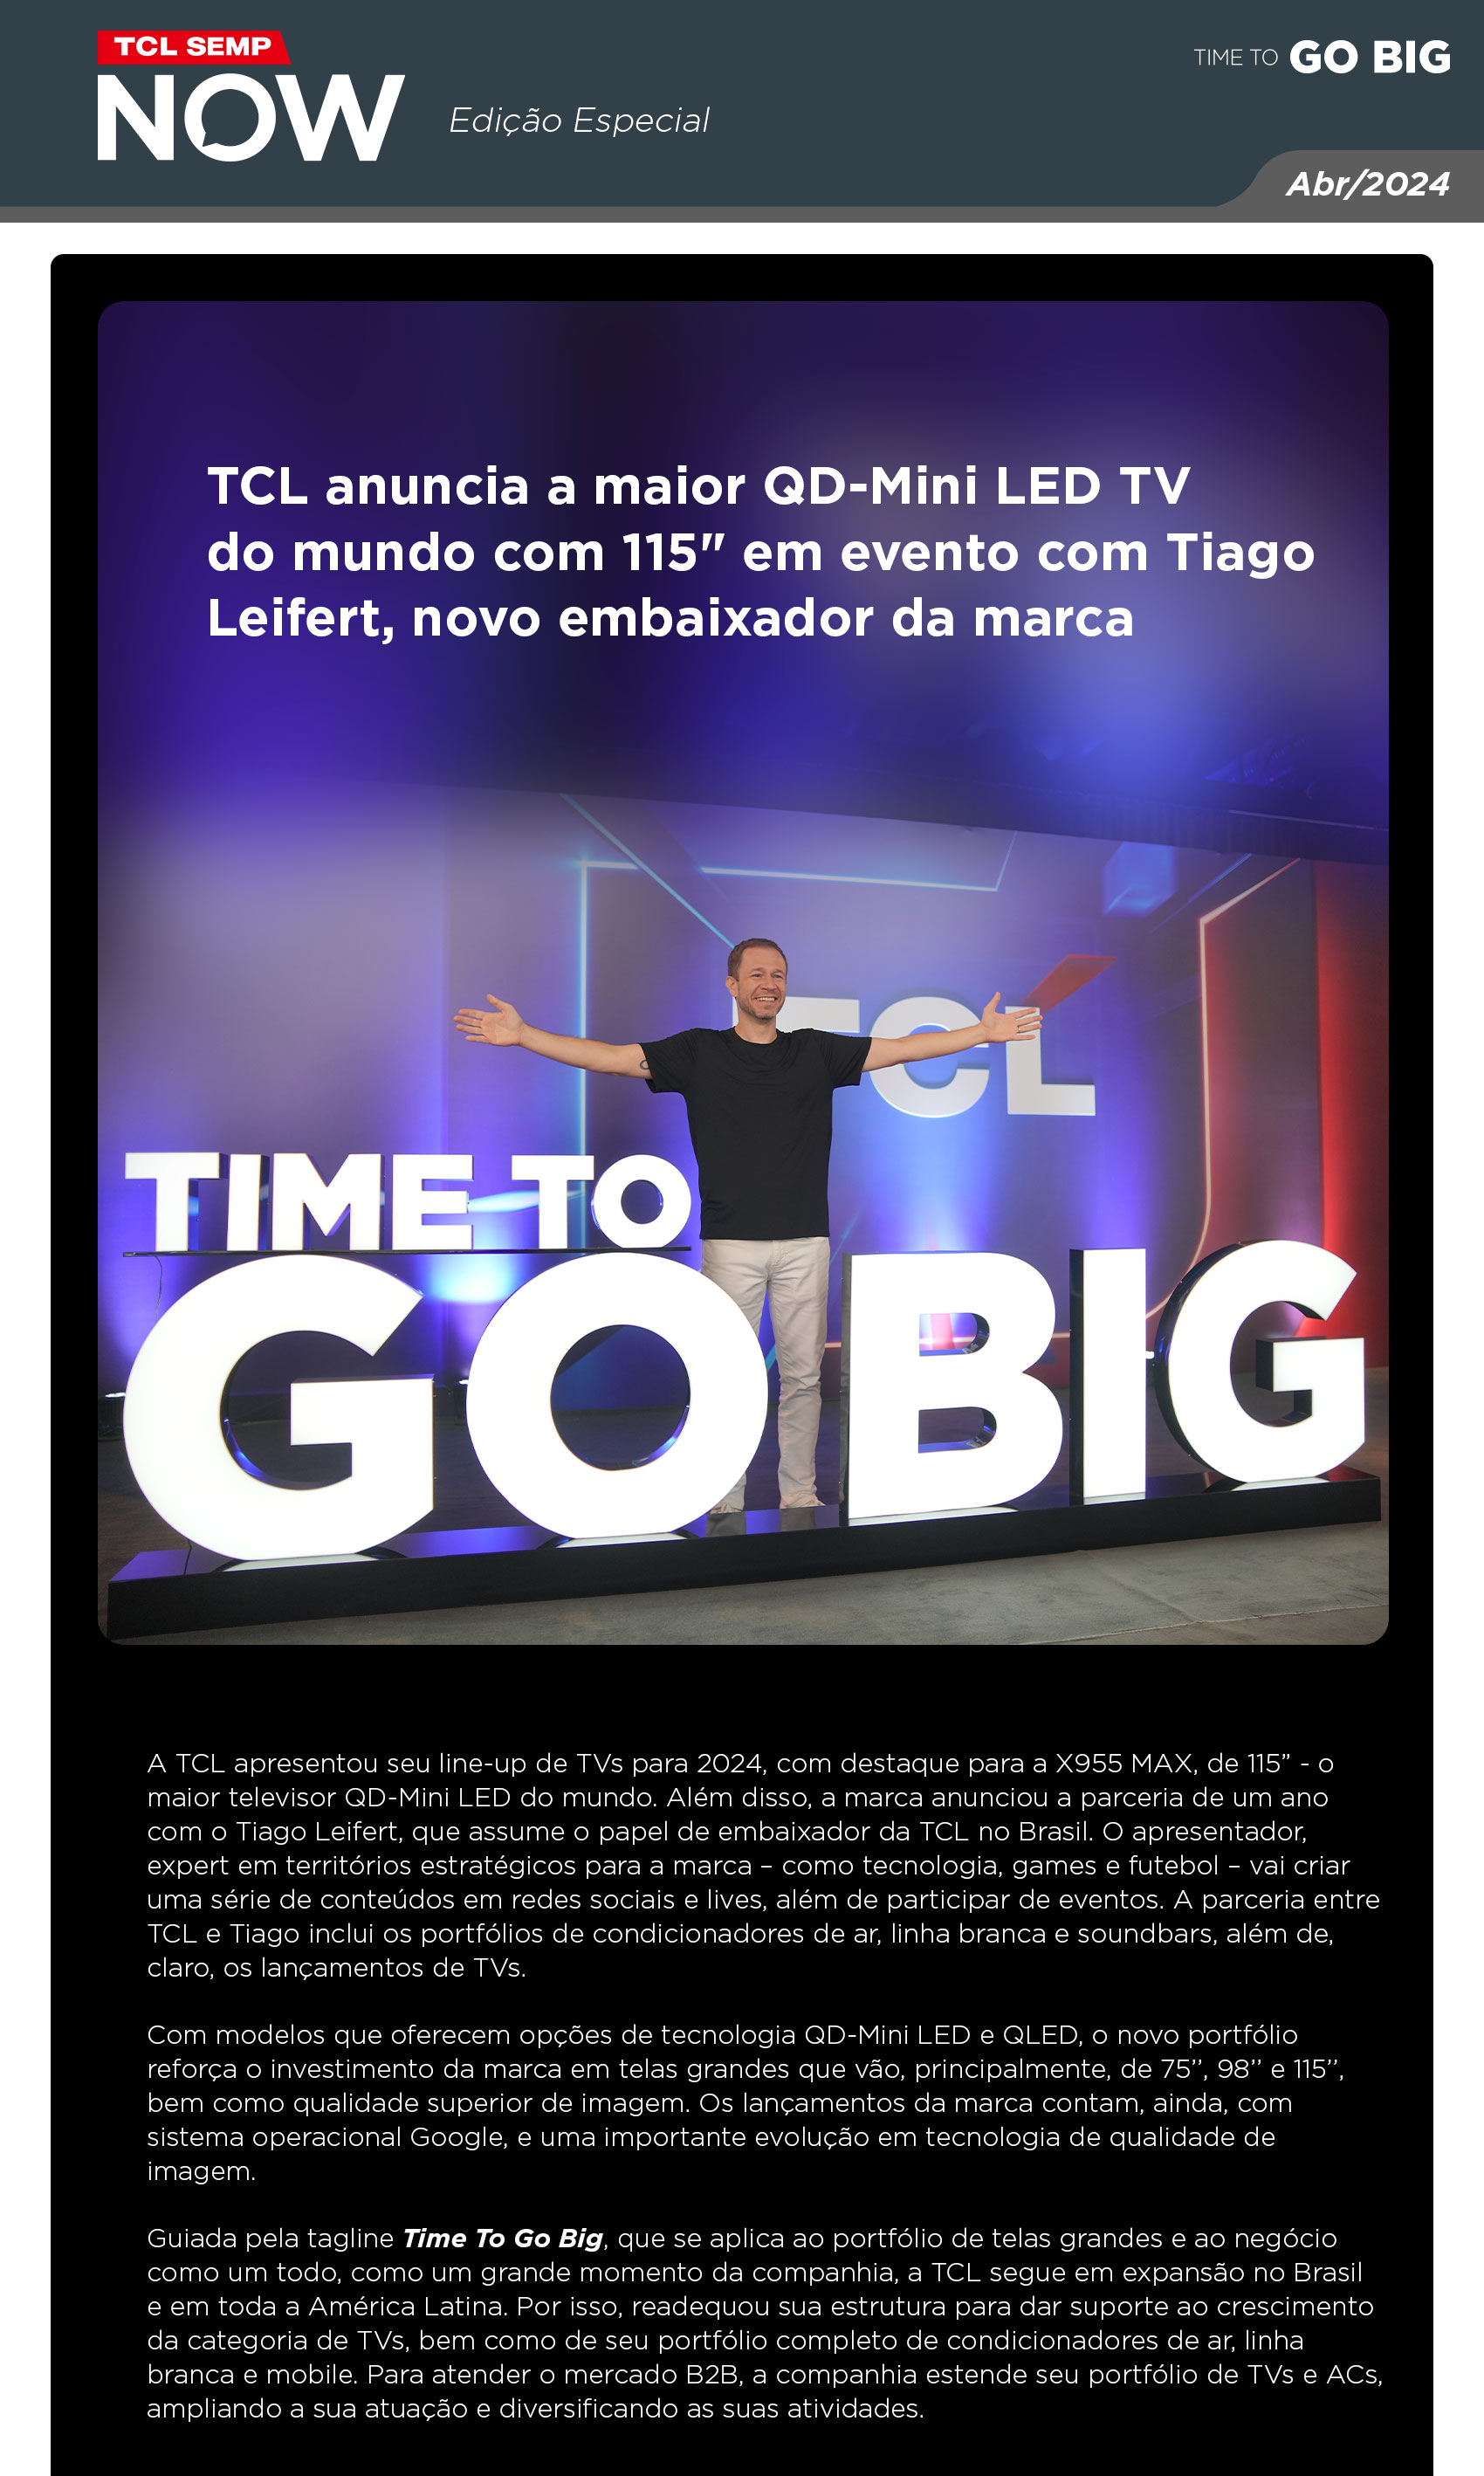 TCL SEMP
NOW
Edição Especial
TIME TO GO BIG
Abr/2024
TCL anuncia a maior QD-Mini LED TV
do mundo com 115" em evento com Tiago
Leifert, novo embaixador da marca
TCL
TIME TO
GO BIG
A TCL apresentou seu line-up de TVs para 2024, com destaque para a X955 MAX, de 115” - o
maior televisor QD-Mini LED do mundo. Além disso, a marca anunciou a parceria de um ano
com o Tiago Leifert, que assume o papel de embaixador da TCL no Brasil. O apresentador,
expert em territórios estratégicos para a marca – como tecnologia, games e futebol – vai criar
uma série de conteúdos em redes sociais e lives, além de participar de eventos. A parceria entre
TCL e Tiago inclui os portfólios de condicionadores de ar, linha branca e soundbars, além de,
claro, os lançamentos de TVs.
Com modelos que oferecem opções de tecnologia QD-Mini LED e QLED, o novo portfólio
reforça o investimento da marca em telas grandes que vão, principalmente, de 75’’, 98’’ e 115’’,
bem como qualidade superior de imagem. Os lançamentos da marca contam, ainda, com
sistema operacional Google, e uma importante evolução em tecnologia de qualidade de
imagem.
Guiada pela tagline Time To Go Big, que se aplica ao portfólio de telas grandes e ao negócio
como um todo, como um grande momento da companhia, a TCL segue em expansão no Brasil
e em toda a América Latina. Por isso, readequou sua estrutura para dar suporte ao crescimento
da categoria de TVs, bem como de seu portfólio completo de condicionadores de ar, linha
branca e mobile. Para atender o mercado B2B, a companhia estende seu portfólio de TVs e ACs,
ampliando a sua atuação e diversificando as suas atividades.